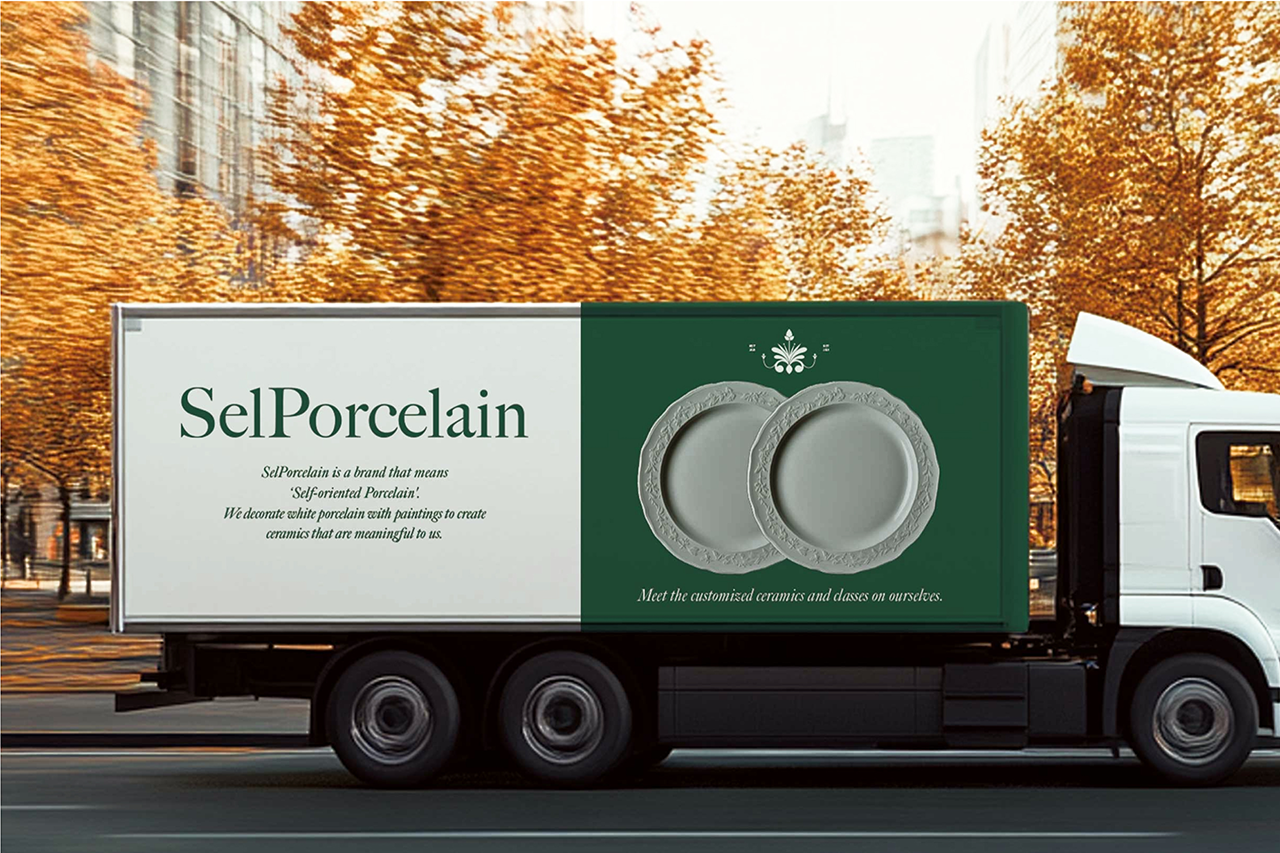 SelPorcelain
SelPorcelain is a brand that means
‘Self-oriented Porcelain'.
We decorate white porcelain with paintings to create
ceramics that are meaningful to us.
Meet the customized ceramics and classes on ourselves.